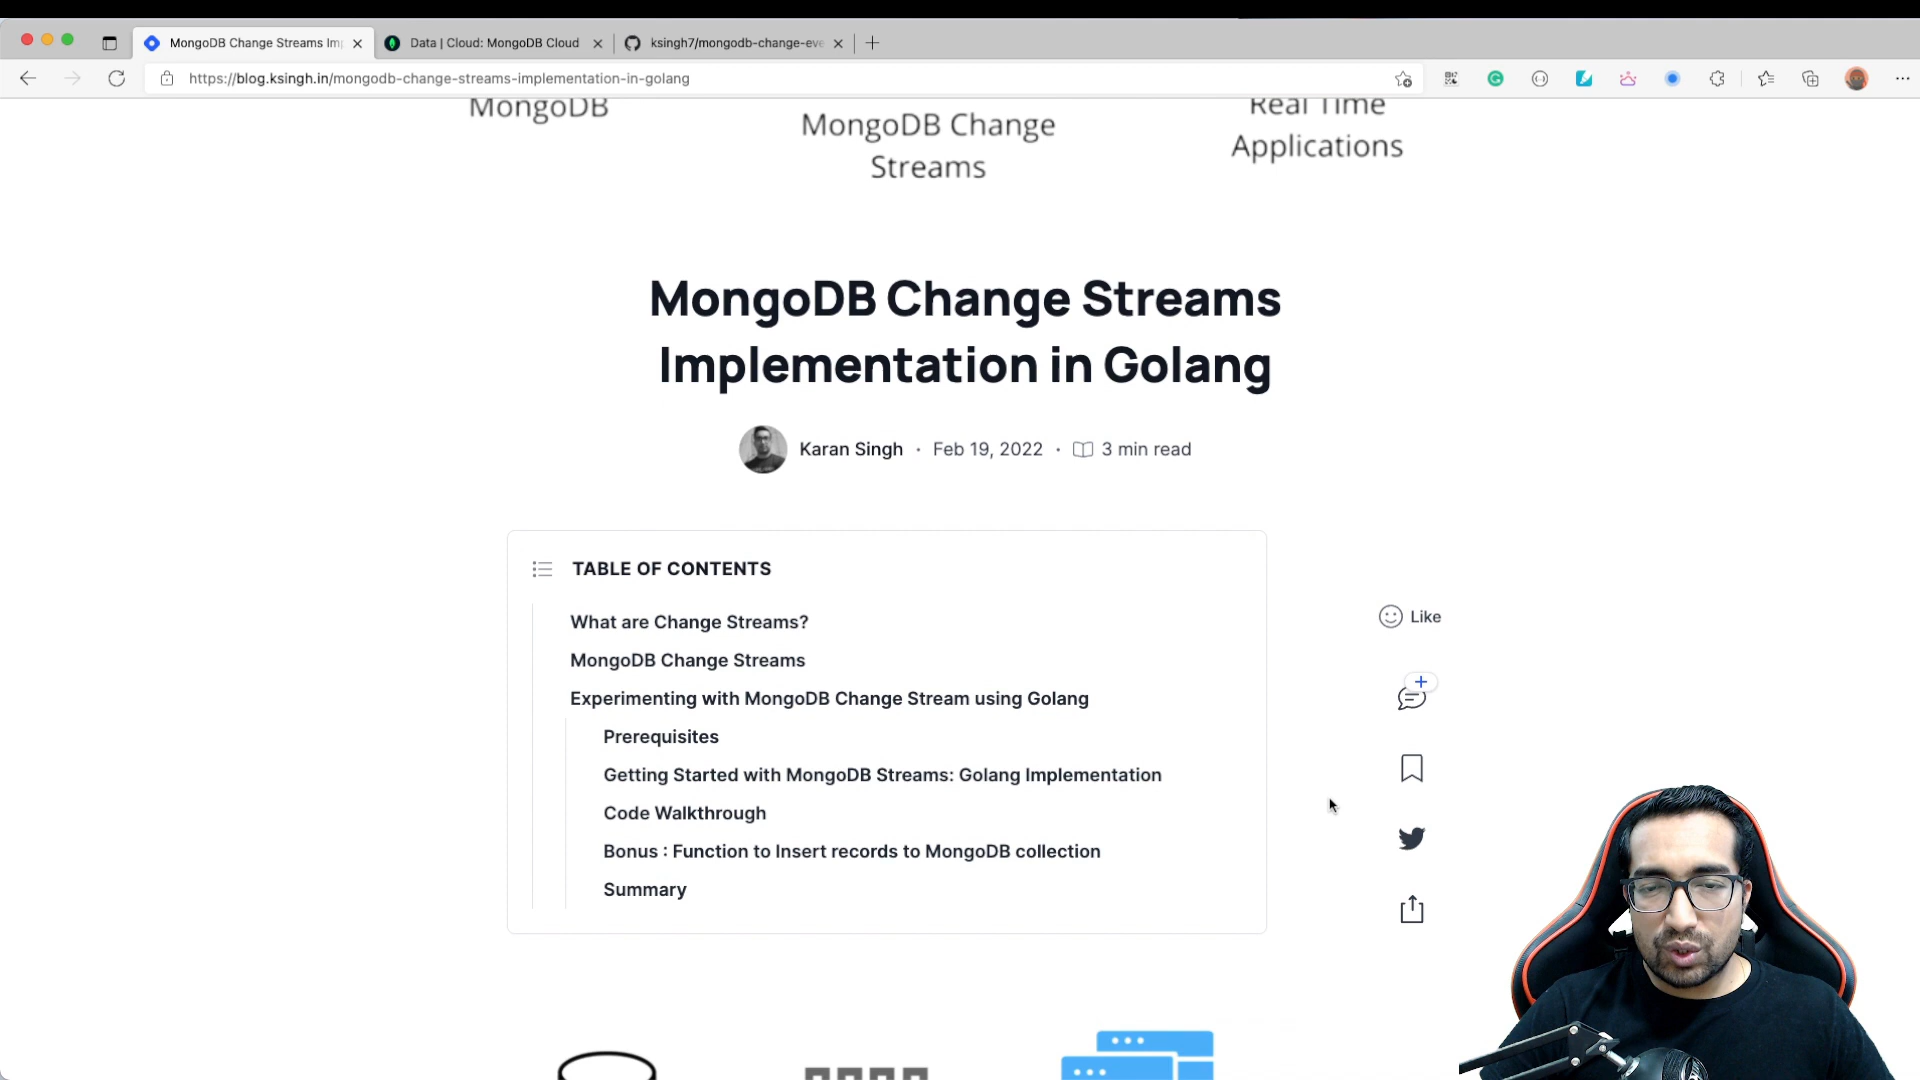 MongoDB Change Streams Im
Data | Cloud: MongoDB Cloud
ksingh7/mongodb-change-eve
https://blog.ksingh.in/mongodb-change-streams-implementation-in-golang
MongoDB
MongoDB Change
Streams
Real Time
Applications
MongoDB Change Streams
Implementation in Golang
Karan Singh · Feb 19, 2022 · 3 min read
TABLE OF CONTENTS
What are Change Streams?
MongoDB Change Streams
Experimenting with MongoDB Change Stream using Golang
Prerequisites
Getting Started with MongoDB Streams: Golang Implementation
Code Walkthrough
Bonus : Function to Insert records to MongoDB collection
Summary
Like